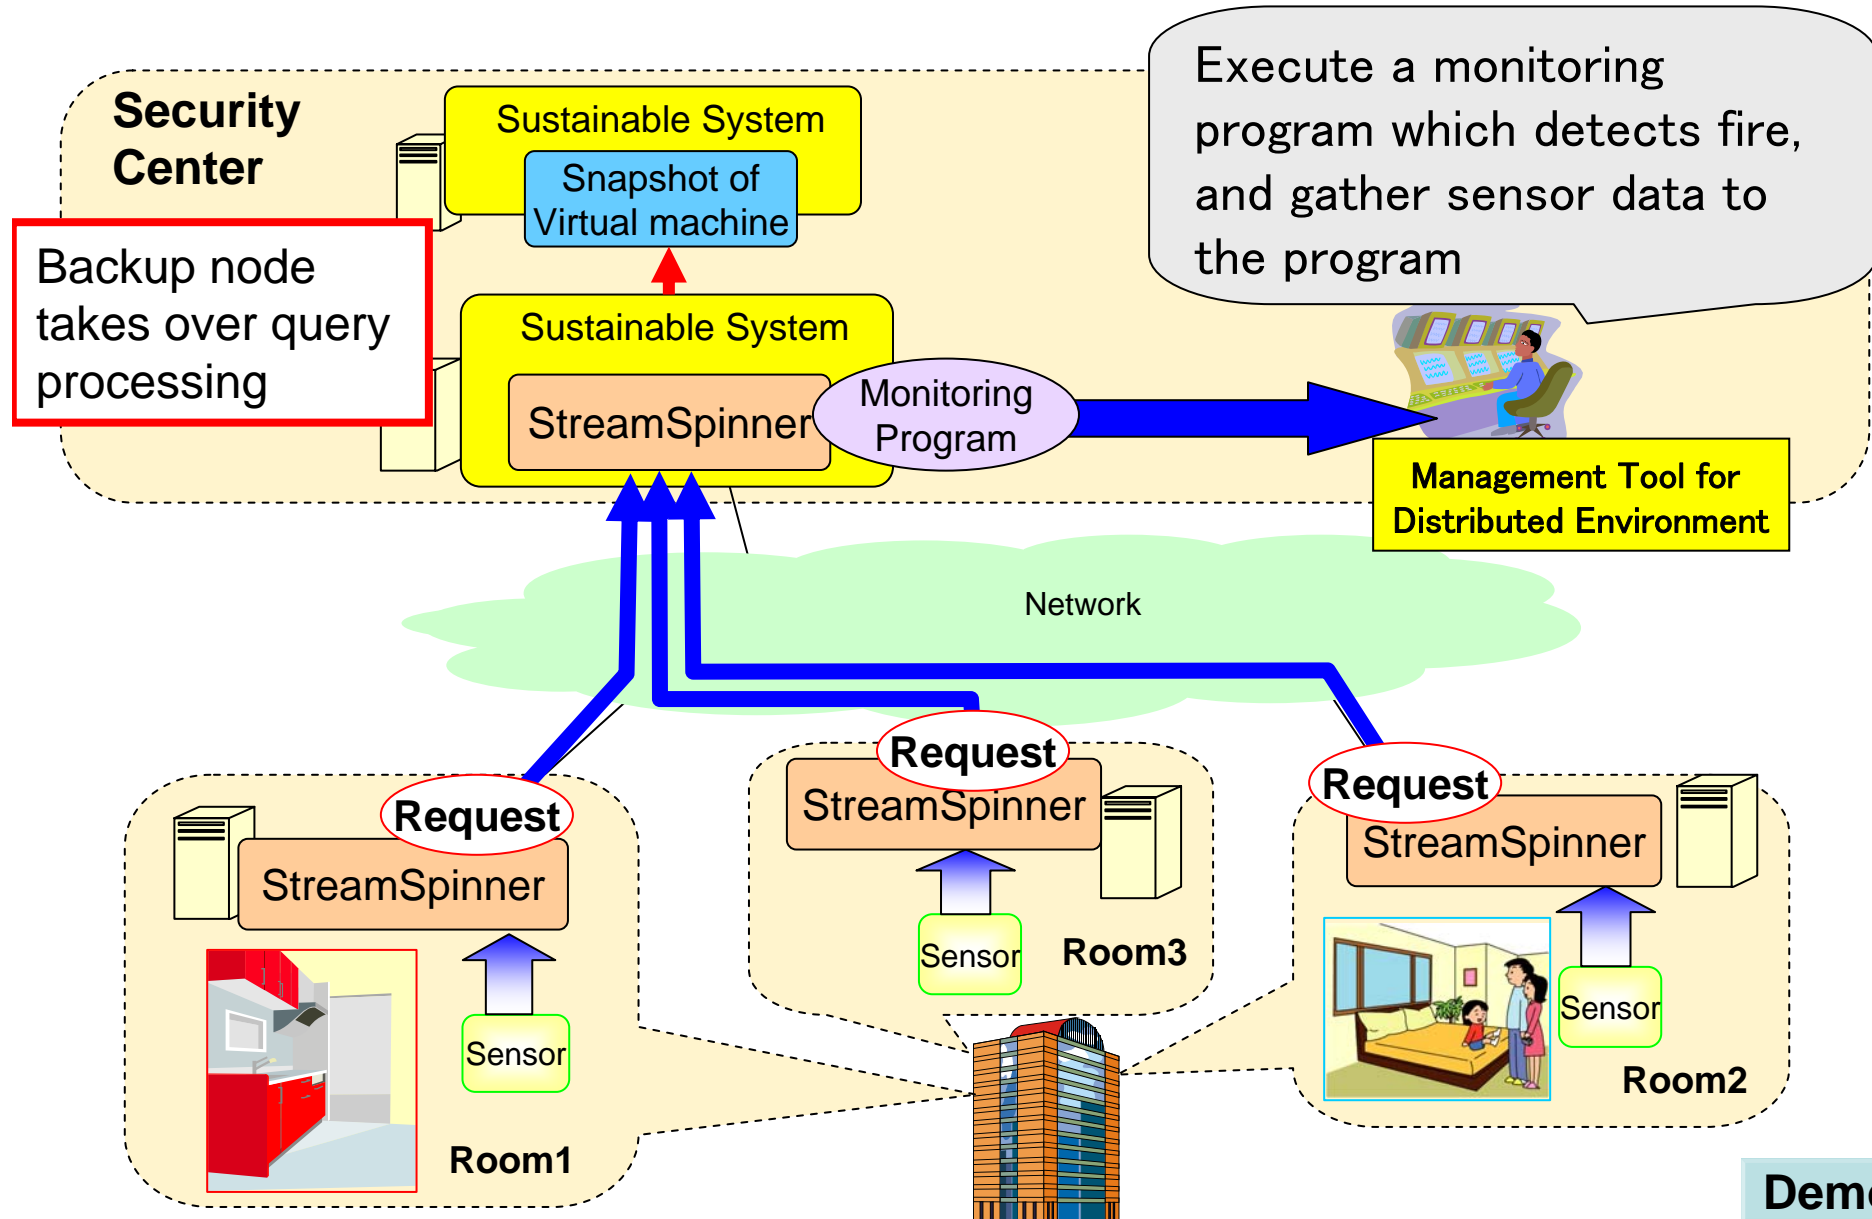 Security
Center
Sustainable System
Snapshot of
Virtual machine
Execute a monitoring
program which detects fire,
and gather sensor data to
the program
Backup node
takes over query
processing
Sustainable System
StreamSpinner
Monitoring
Program
Management Tool for
Distributed Environment
Network
Request
StreamSpinner
Sensor
Room1
Request
StreamSpinner
Sensor
Room3
Request
StreamSpinner
Sensor
Room2